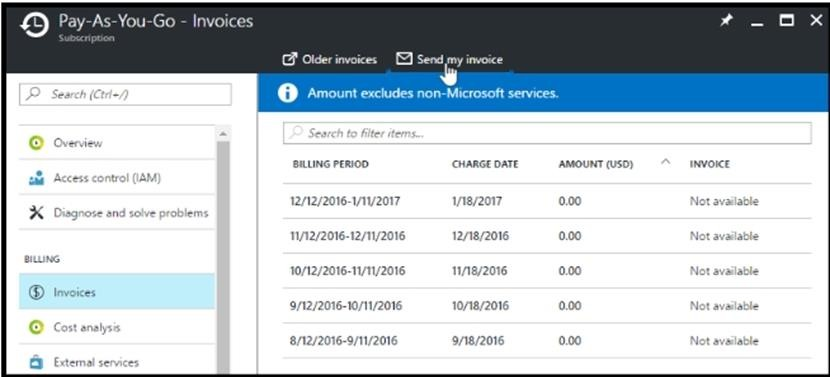 Pay-As-You-Go - Invoices
Subscription
Older invoices Send my invoice
Search (Ctrl+/)
Overview
Access control (IAM)
Diagnose and solve problems
BILLING
Invoices
Cost analysis
External services
Amount excludes non-Microsoft services.
Search to filter items...
BILLING PERIOD CHARGE DATE AMOUNT (USD) INVOICE
12/12/2016-1/11/2017 1/18/2017 0.00 Not available
11/12/2016-12/11/2016 12/18/2016 0.00 Not available
10/12/2016-11/11/2016 11/18/2016 0.00 Not available
9/12/2016-10/11/2016 10/18/2016 0.00 Not available
8/12/2016-9/11/2016 9/18/2016 0.00 Not available